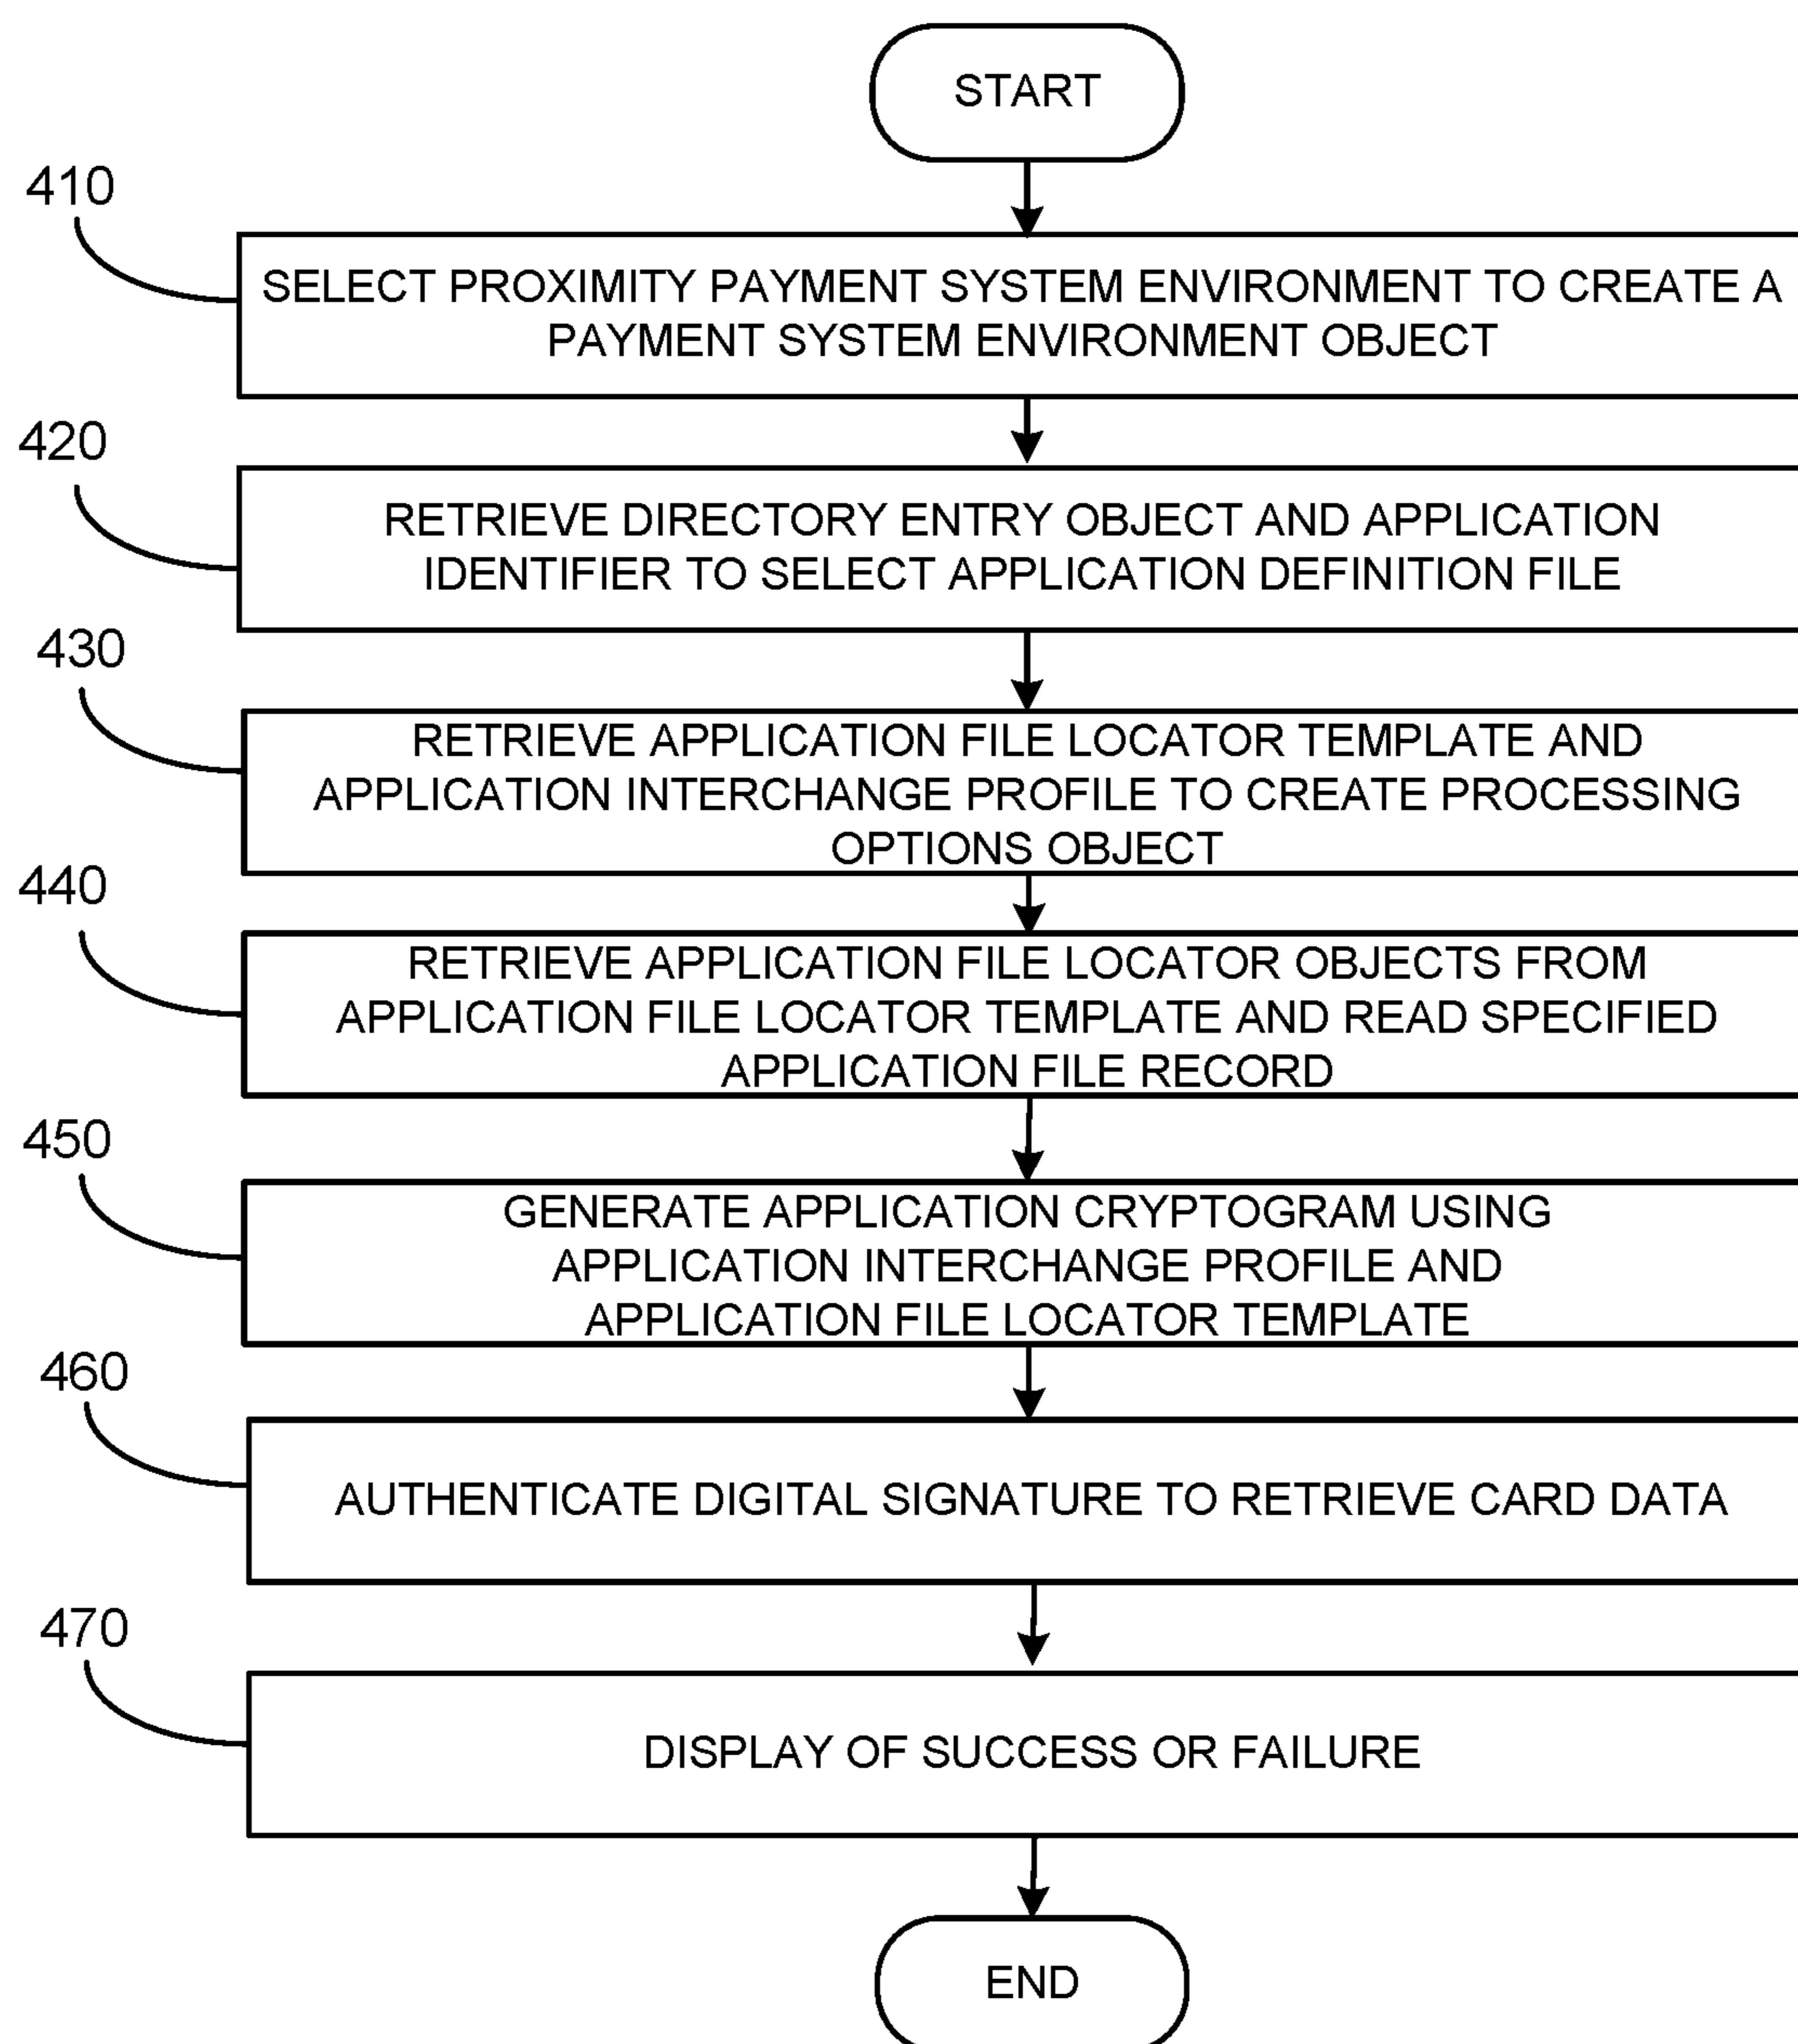 START
410
SELECT PROXIMITY PAYMENT SYSTEM ENVIRONMENT TO CREATE A
PAYMENT SYSTEM ENVIRONMENT OBJECT
420
RETRIEVE DIRECTORY ENTRY OBJECT AND APPLICATION
IDENTIFIER TO SELECT APPLICATION DEFINITION FILE
430
RETRIEVE APPLICATION FILE LOCATOR TEMPLATE AND
APPLICATION INTERCHANGE PROFILE TO CREATE PROCESSING
OPTIONS OBJECT
440
RETRIEVE APPLICATION FILE LOCATOR OBJECTS FROM
APPLICATION FILE LOCATOR TEMPLATE AND READ SPECIFIED
APPLICATION FILE RECORD
450
GENERATE APPLICATION CRYPTOGRAM USING
APPLICATION INTERCHANGE PROFILE AND
APPLICATION FILE LOCATOR TEMPLATE
460
AUTHENTICATE DIGITAL SIGNATURE TO RETRIEVE CARD DATA
470
DISPLAY OF SUCCESS OR FAILURE
END